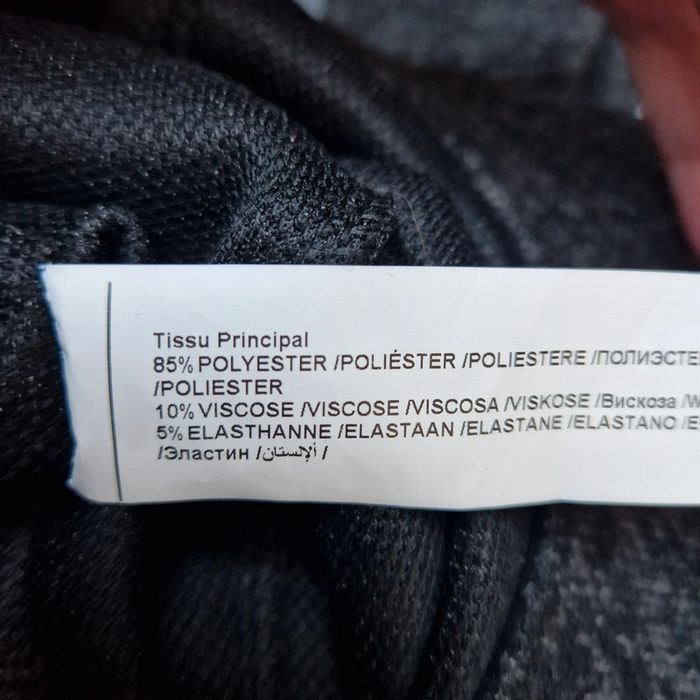 Tissu Principal
85% POLYESTER /POLIÉSTER /POLIESTERE /ПОЛИЭСТЕ
/POLIESTER
10% VISCOSE /VISCOSE /VISCOSA /VISKOSE /Вискоза /W
5% ELASTHANNE /ELASTAAN /ELASTANE /ELASTANO /E
/Эластин /ألإلستان /